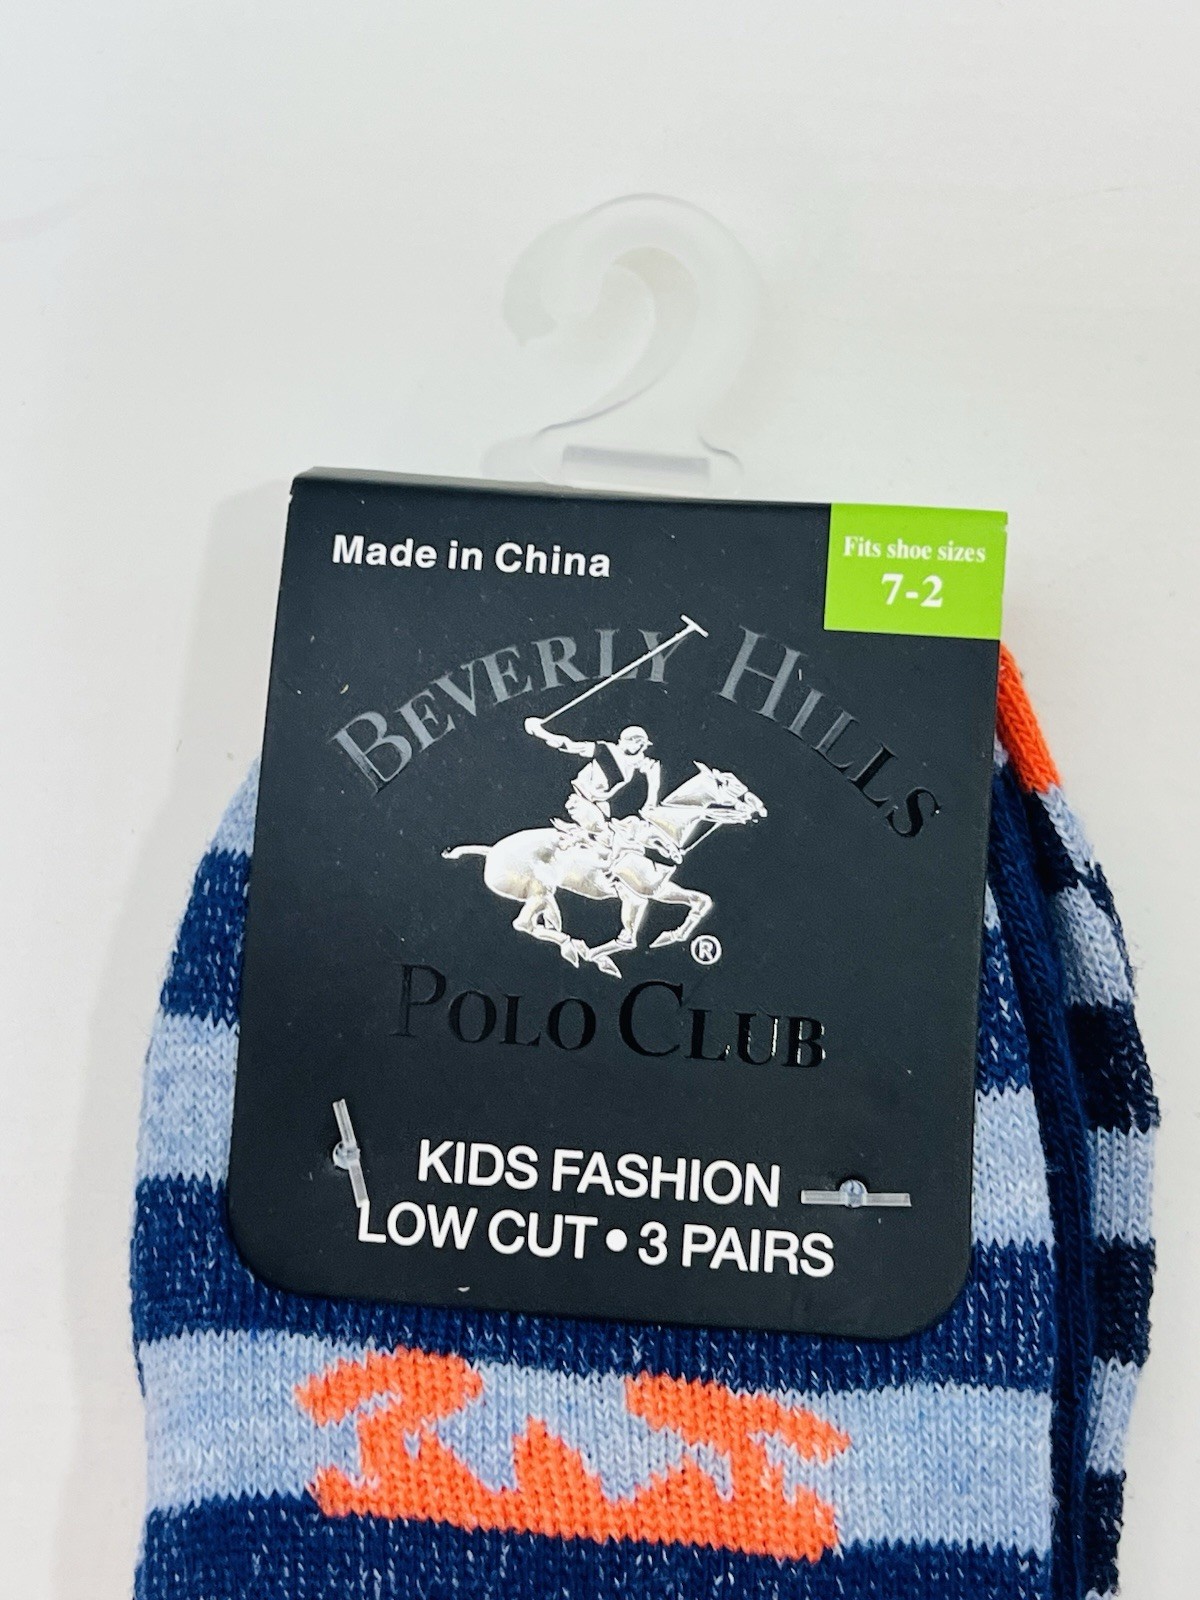 Made in China
Fits shoe sizes
7-2
BEVERLY HILLS
®
POLO CLUB
KIDS FASHION
LOW CUT • 3 PAIRS